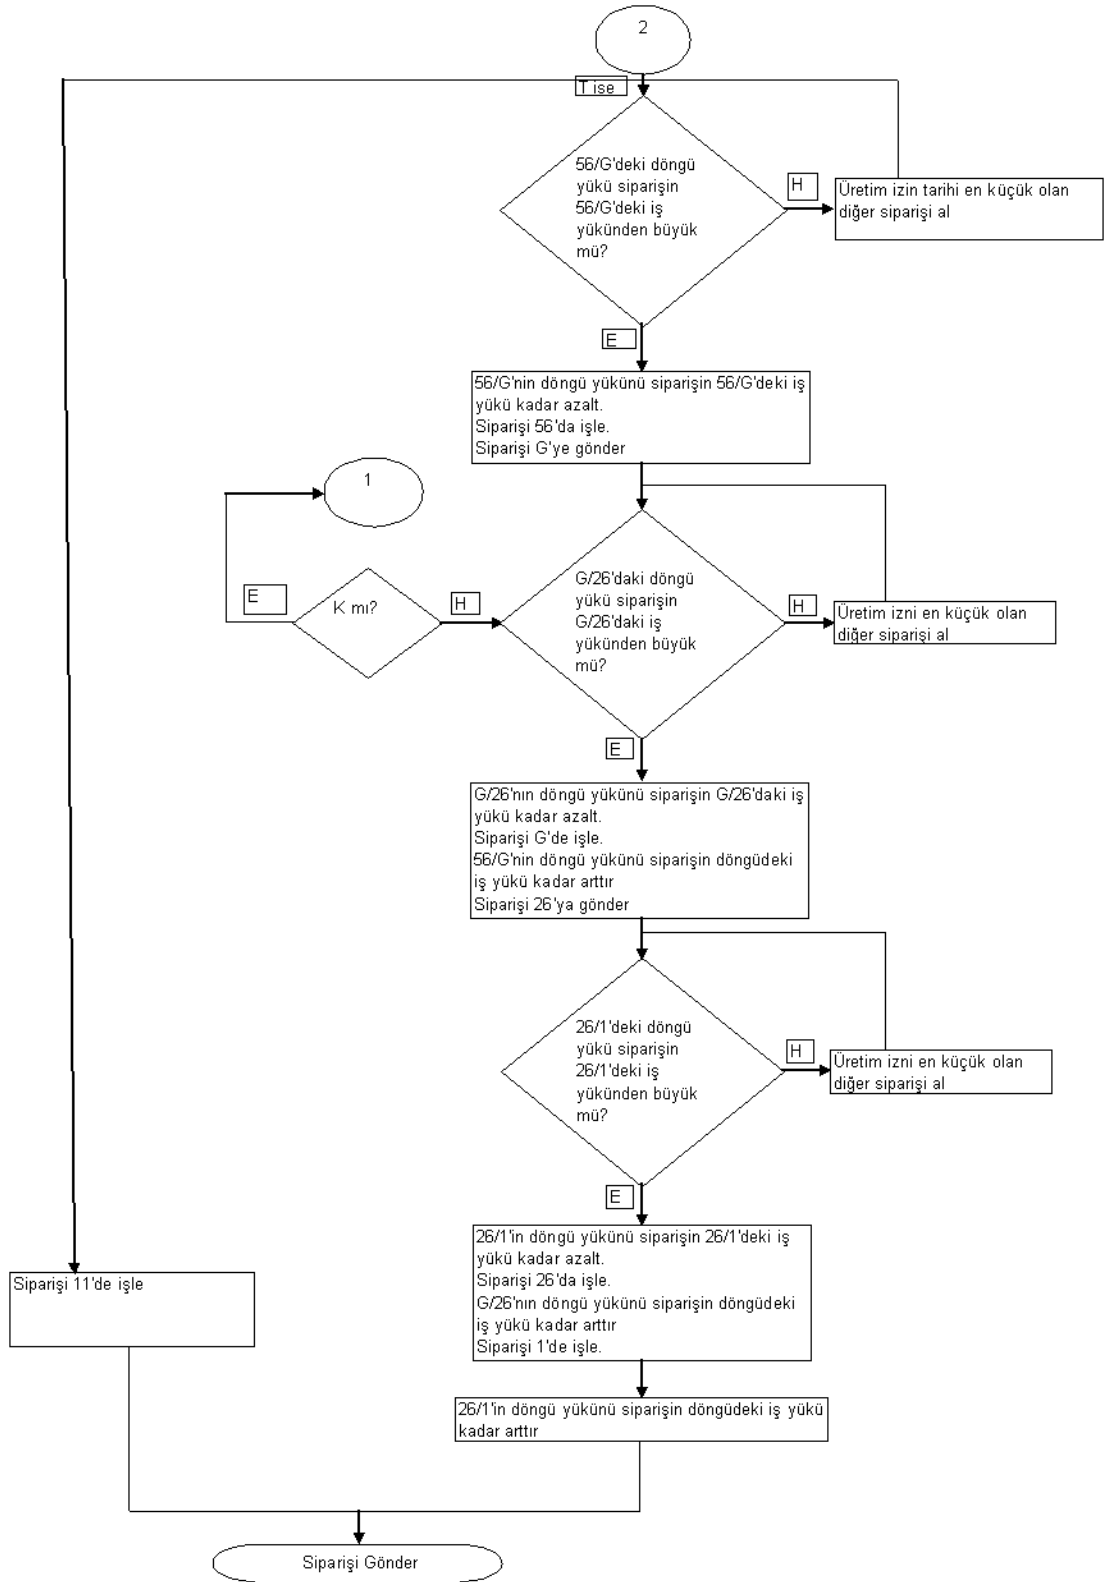 2
T ise
56/G'deki döngü
yükü siparişin
56/G'deki iş
yükünden büyük
mü?
H
Üretim izin tarihi en küçük olan
diğer siparişi al
E
56/G'nin döngü yükünü siparişin 56/G'deki iş
yükü kadar azalt.
Siparişi 56'da işle.
Siparişi G'ye gönder
1
E
K mı?
H
G/26'daki döngü
yükü siparişin
G/26'daki iş
yükünden büyük
mü?
H
Üretim izni en küçük olan
diğer siparişi al
E
G/26'nın döngü yükünü siparişin G/26'daki iş
yükü kadar azalt.
Siparişi G'de işle.
56/G'nin döngü yükünü siparişin döngüdeki
iş yükü kadar arttır
Siparişi 26'ya gönder
26/1'deki döngü
yükü siparişin
26/1'deki iş
yükünden büyük
mü?
H
Üretim izni en küçük olan
diğer siparişi al
E
26/1'in döngü yükünü siparişin 26/1'deki iş
yükü kadar azalt.
Siparişi 26'da işle.
G/26'nın döngü yükünü siparişin döngüdeki
iş yükü kadar arttır
Siparişi 1'de işle.
Siparişi 11'de işle
26/1'in döngü yükünü siparişin döngüdeki iş yükü
kadar arttır
Siparişi Gönder